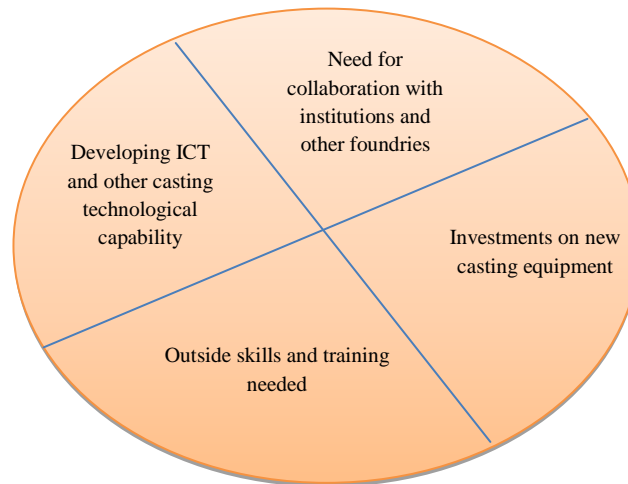 Need for
collaboration with
institutions and
other foundries
Developing ICT
and other casting
technological
capability
Investments on new
casting equipment
Outside skills and training
needed